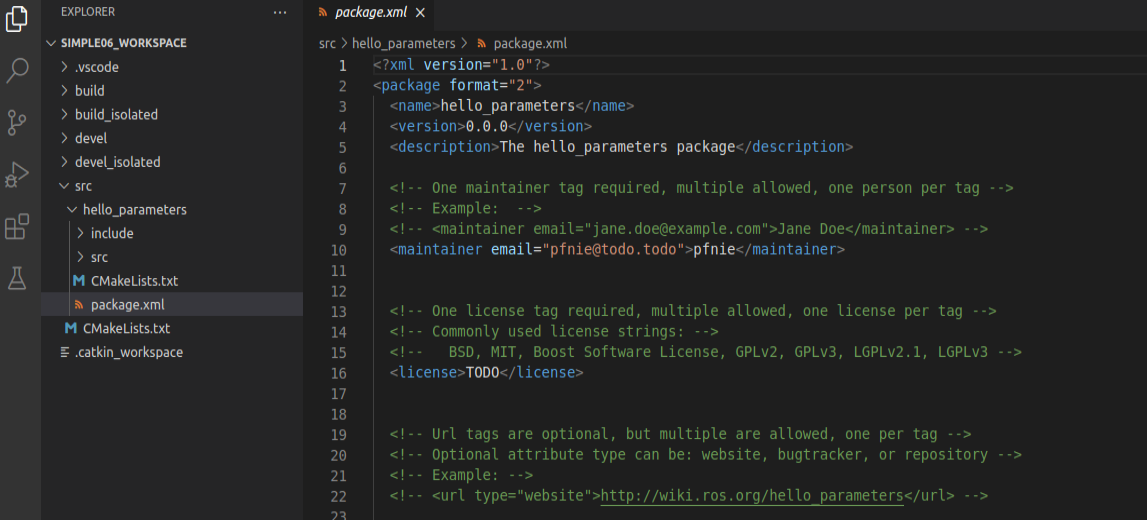 EXPLORER
SIMPLE06_WORKSPACE
.vscode
build
build_isolated
devel
devel_isolated
src
hello_parameters
include
src
CMakeLists.txt
package.xml
CMakeLists.txt
.catkin_workspace
package.xml
src > hello_parameters > package.xml
1 <?xml version="1.0"?>
2 <package format="2">
3 <name>hello_parameters</name>
4 <version>0.0.0</version>
5 <description>The hello_parameters package</description>
6
7 <!-- One maintainer tag required, multiple allowed, one person per tag -->
8 <!-- Example:  -->
9 <!-- <maintainer email="jane.doe@example.com">Jane Doe</maintainer> -->
10 <maintainer email="pfnie@todo.todo">pfnie</maintainer>
11
12
13 <!-- One license tag required, multiple allowed, one license per tag -->
14 <!-- Commonly used license strings: -->
15 <!--   BSD, MIT, Boost Software License, GPLv2, GPLv3, LGPLv2.1, LGPLv3 -->
16 <license>TODO</license>
17
18
19 <!-- Url tags are optional, but multiple are allowed, one per tag -->
20 <!-- Optional attribute type can be: website, bugtracker, or repository -->
21 <!-- Example: -->
22 <!-- <url type="website">http://wiki.ros.org/hello_parameters</url> -->
23